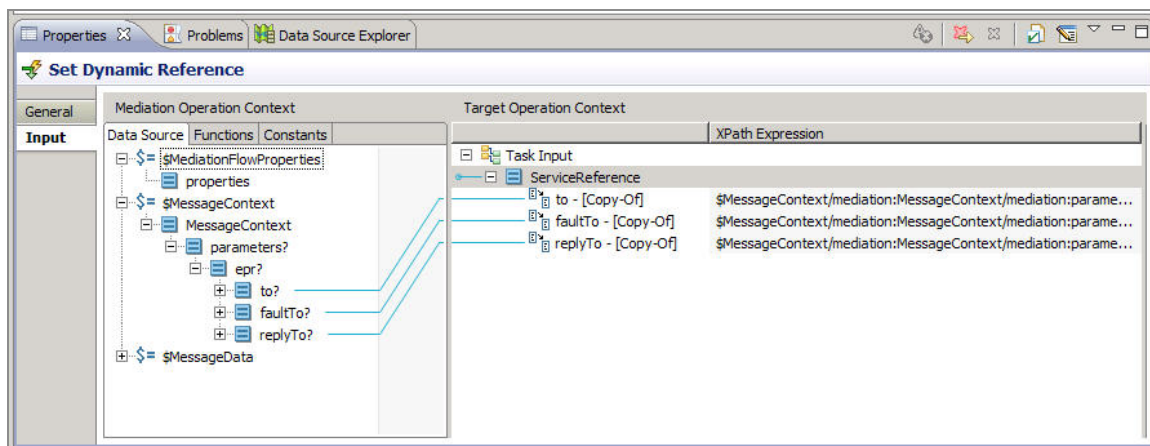 Properties Problems Data Source Explorer
Set Dynamic Reference
General
Input
Mediation Operation Context
Data Source Functions Constants
$= $MediationFlowProperties
properties
$= $MessageContext
MessageContext
parameters?
epr?
to?
faultTo?
replyTo?
$= $MessageData
Target Operation Context
XPath Expression
Task Input
ServiceReference
to - [Copy-Of] $MessageContext/mediation:MessageContext/mediation:parame...
faultTo - [Copy-Of] $MessageContext/mediation:MessageContext/mediation:parame...
replyTo - [Copy-Of] $MessageContext/mediation:MessageContext/mediation:parame...